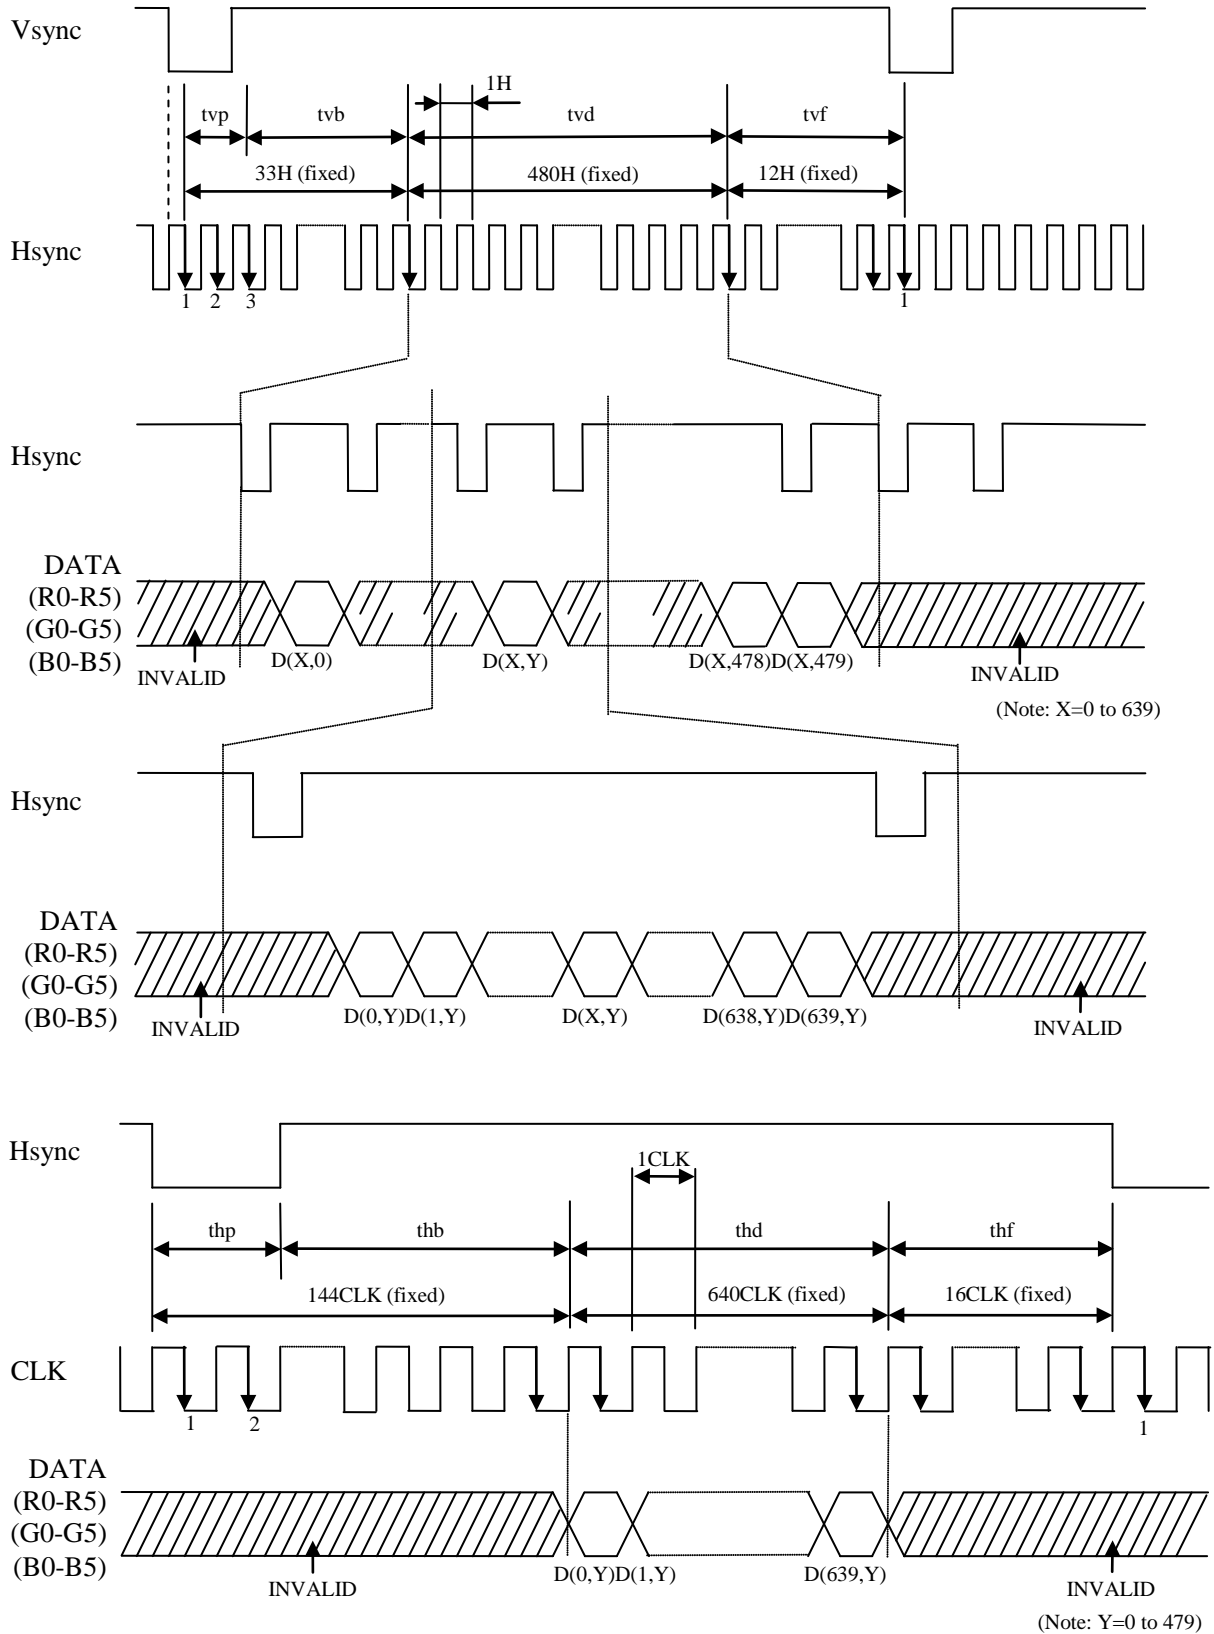 Vsync
1H
tvp tvb tvd tvf
33H (fixed) 480H (fixed) 12H (fixed)
Hsync
1 2 3 1
Hsync
DATA
(R0-R5)
(G0-G5)
(B0-B5)
D(X,0) D(X,Y) D(X,478)D(X,479)
INVALID INVALID
(Note: X=0 to 639)
Hsync
DATA
(R0-R5)
(G0-G5)
(B0-B5)
D(0,Y)D(1,Y) D(X,Y) D(638,Y)D(639,Y)
INVALID INVALID
Hsync
1CLK
thp thb thd thf
144CLK (fixed) 640CLK (fixed) 16CLK (fixed)
CLK
1 2 1
DATA
(R0-R5)
(G0-G5)
(B0-B5)
D(0,Y)D(1,Y) D(639,Y)
INVALID INVALID
(Note: Y=0 to 479)